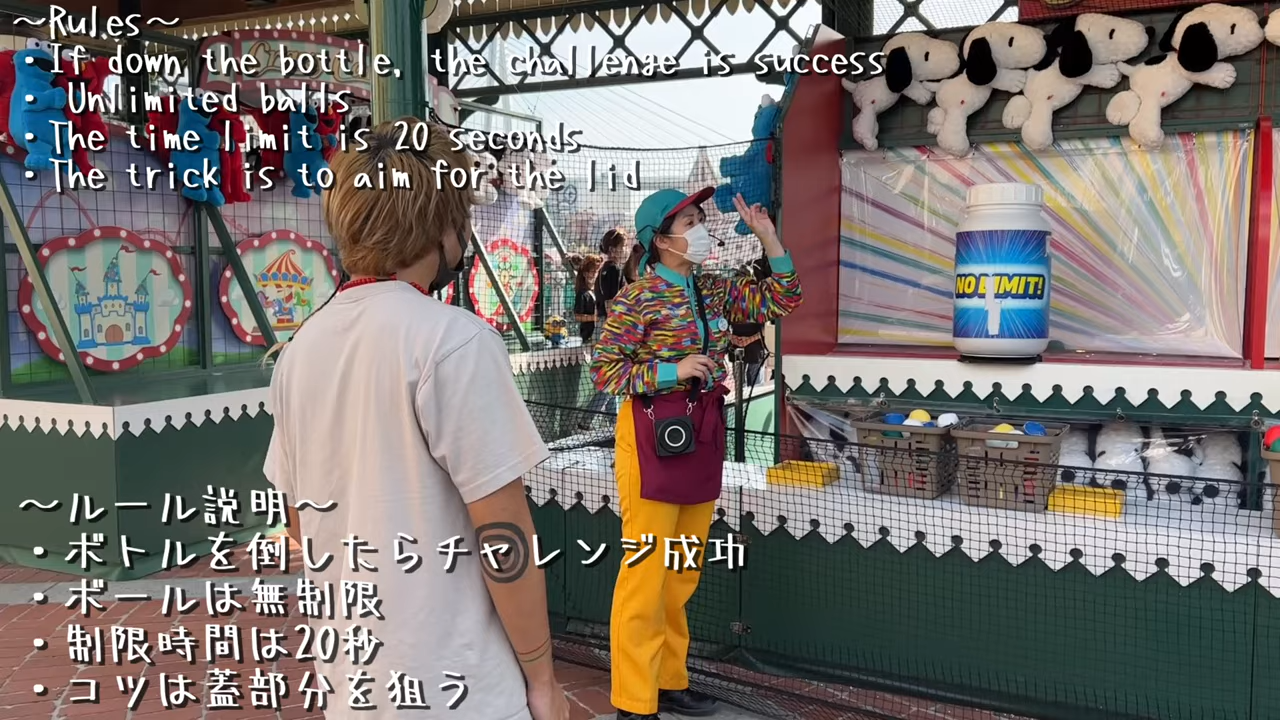 ～Rules～
・If down the bottle, the challenge is success
・Unlimited balls
・The time limit is 20 seconds
・The trick is to aim for the lid
NO LIMIT!
～ルール説明～
・ボトルを倒したらチャレンジ成功
・ボールは無制限
・制限時間は20秒
・コツは蓋部分を狙う